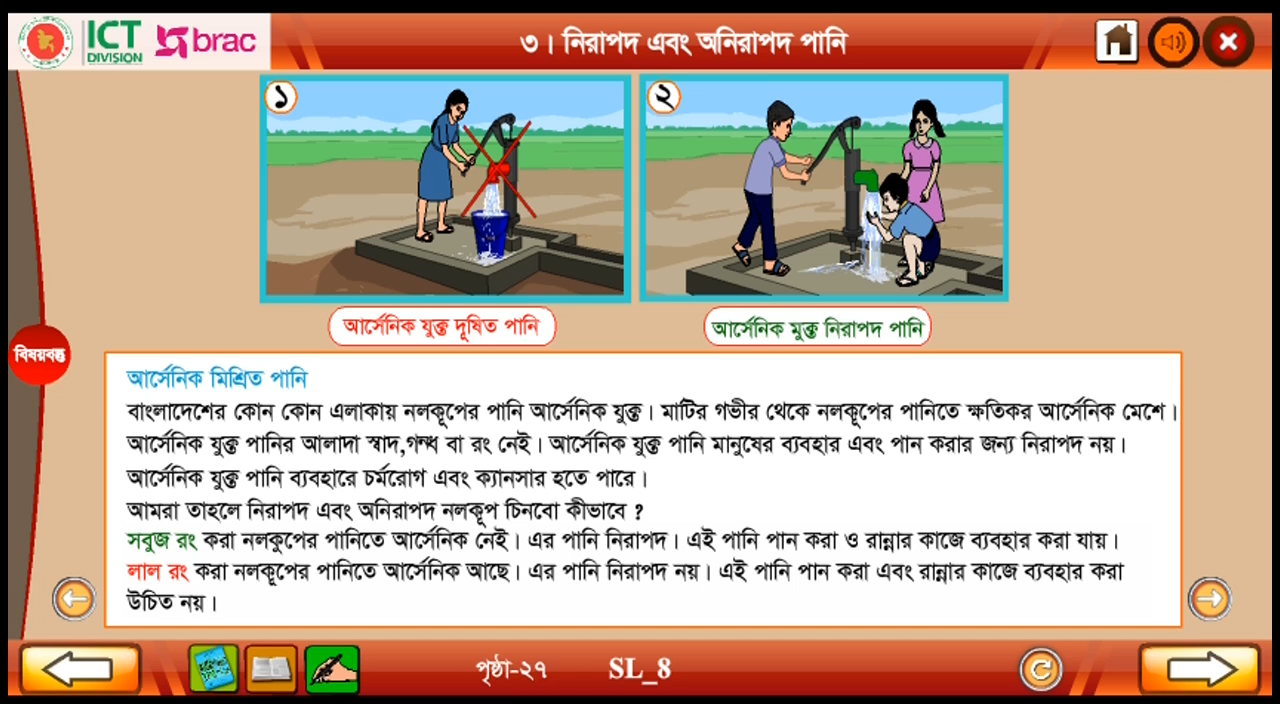 ICT
DIVISION
brac
৩। নিরাপদ এবং অনিরাপদ পানি
১
২
আর্সেনিক যুক্ত দূষিত পানি
আর্সেনিক মুক্ত নিরাপদ পানি
বিষয়বস্তু
আর্সেনিক মিশ্রিত পানি
বাংলাদেশের কোন কোন এলাকায় নলকূপের পানি আর্সেনিক যুক্ত। মাটির গভীর থেকে নলকূপের পানিতে ক্ষতিকর আর্সেনিক মেশে।
আর্সেনিক যুক্ত পানির আলাদা স্বাদ,গন্ধ বা রং নেই। আর্সেনিক যুক্ত পানি মানুষের ব্যবহার এবং পান করার জন্য নিরাপদ নয়।
আর্সেনিক যুক্ত পানি ব্যবহারে চর্মরোগ এবং ক্যানসার হতে পারে।
আমরা তাহলে নিরাপদ এবং অনিরাপদ নলকূপ চিনবো কীভাবে ?
সবুজ রং করা নলকুপের পানিতে আর্সেনিক নেই। এর পানি নিরাপদ। এই পানি পান করা ও রান্নার কাজে ব্যবহার করা যায়।
লাল রং করা নলকূপের পানিতে আর্সেনিক আছে। এর পানি নিরাপদ নয়। এই পানি পান করা এবং রান্নার কাজে ব্যবহার করা
উচিত নয়।
পৃষ্ঠা-২৭
SL_8